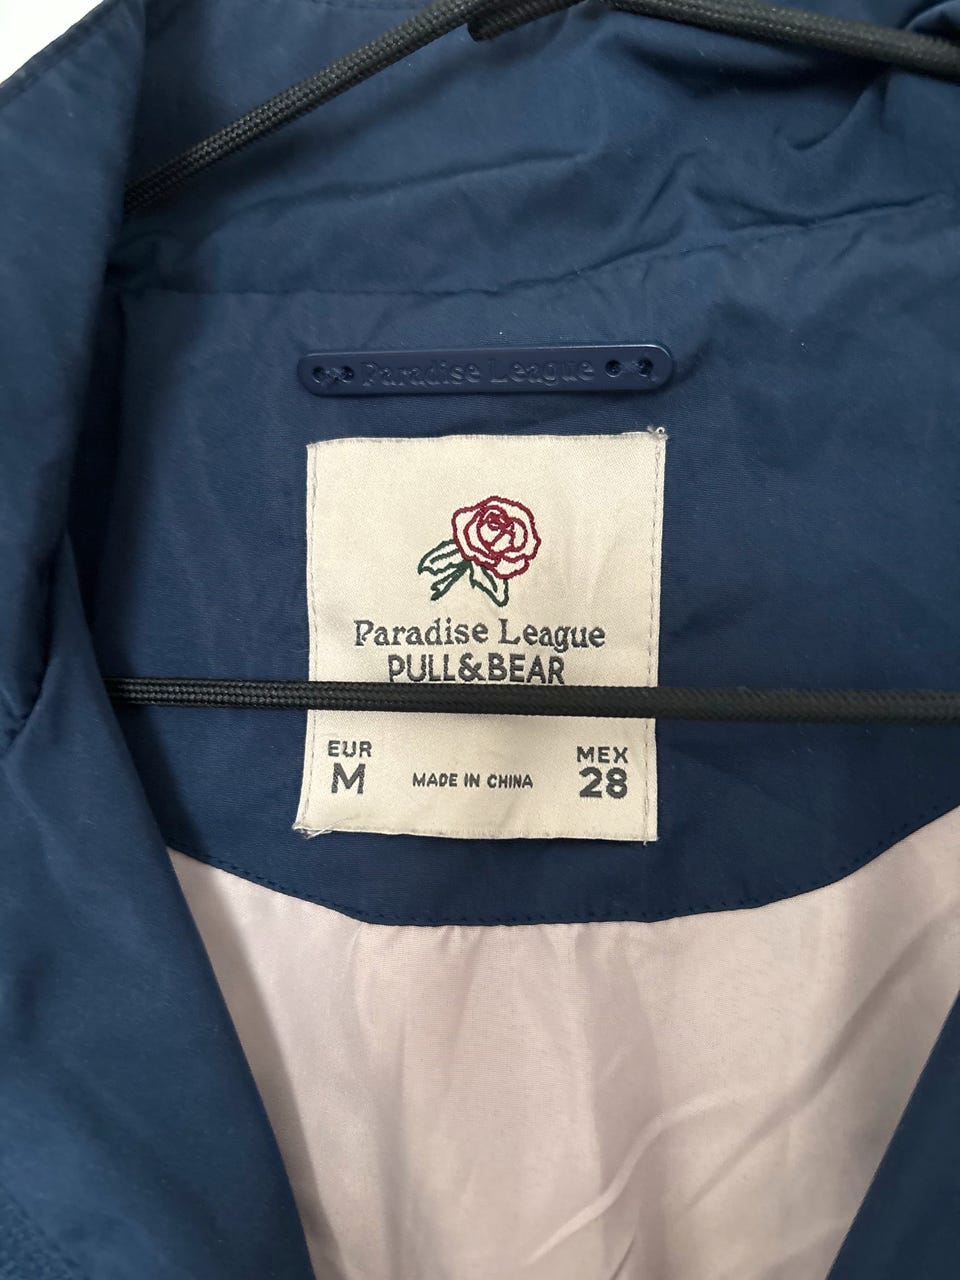 Paradise League
Paradise League
PULL&BEAR
EUR MEX
M MADE IN CHINA 28